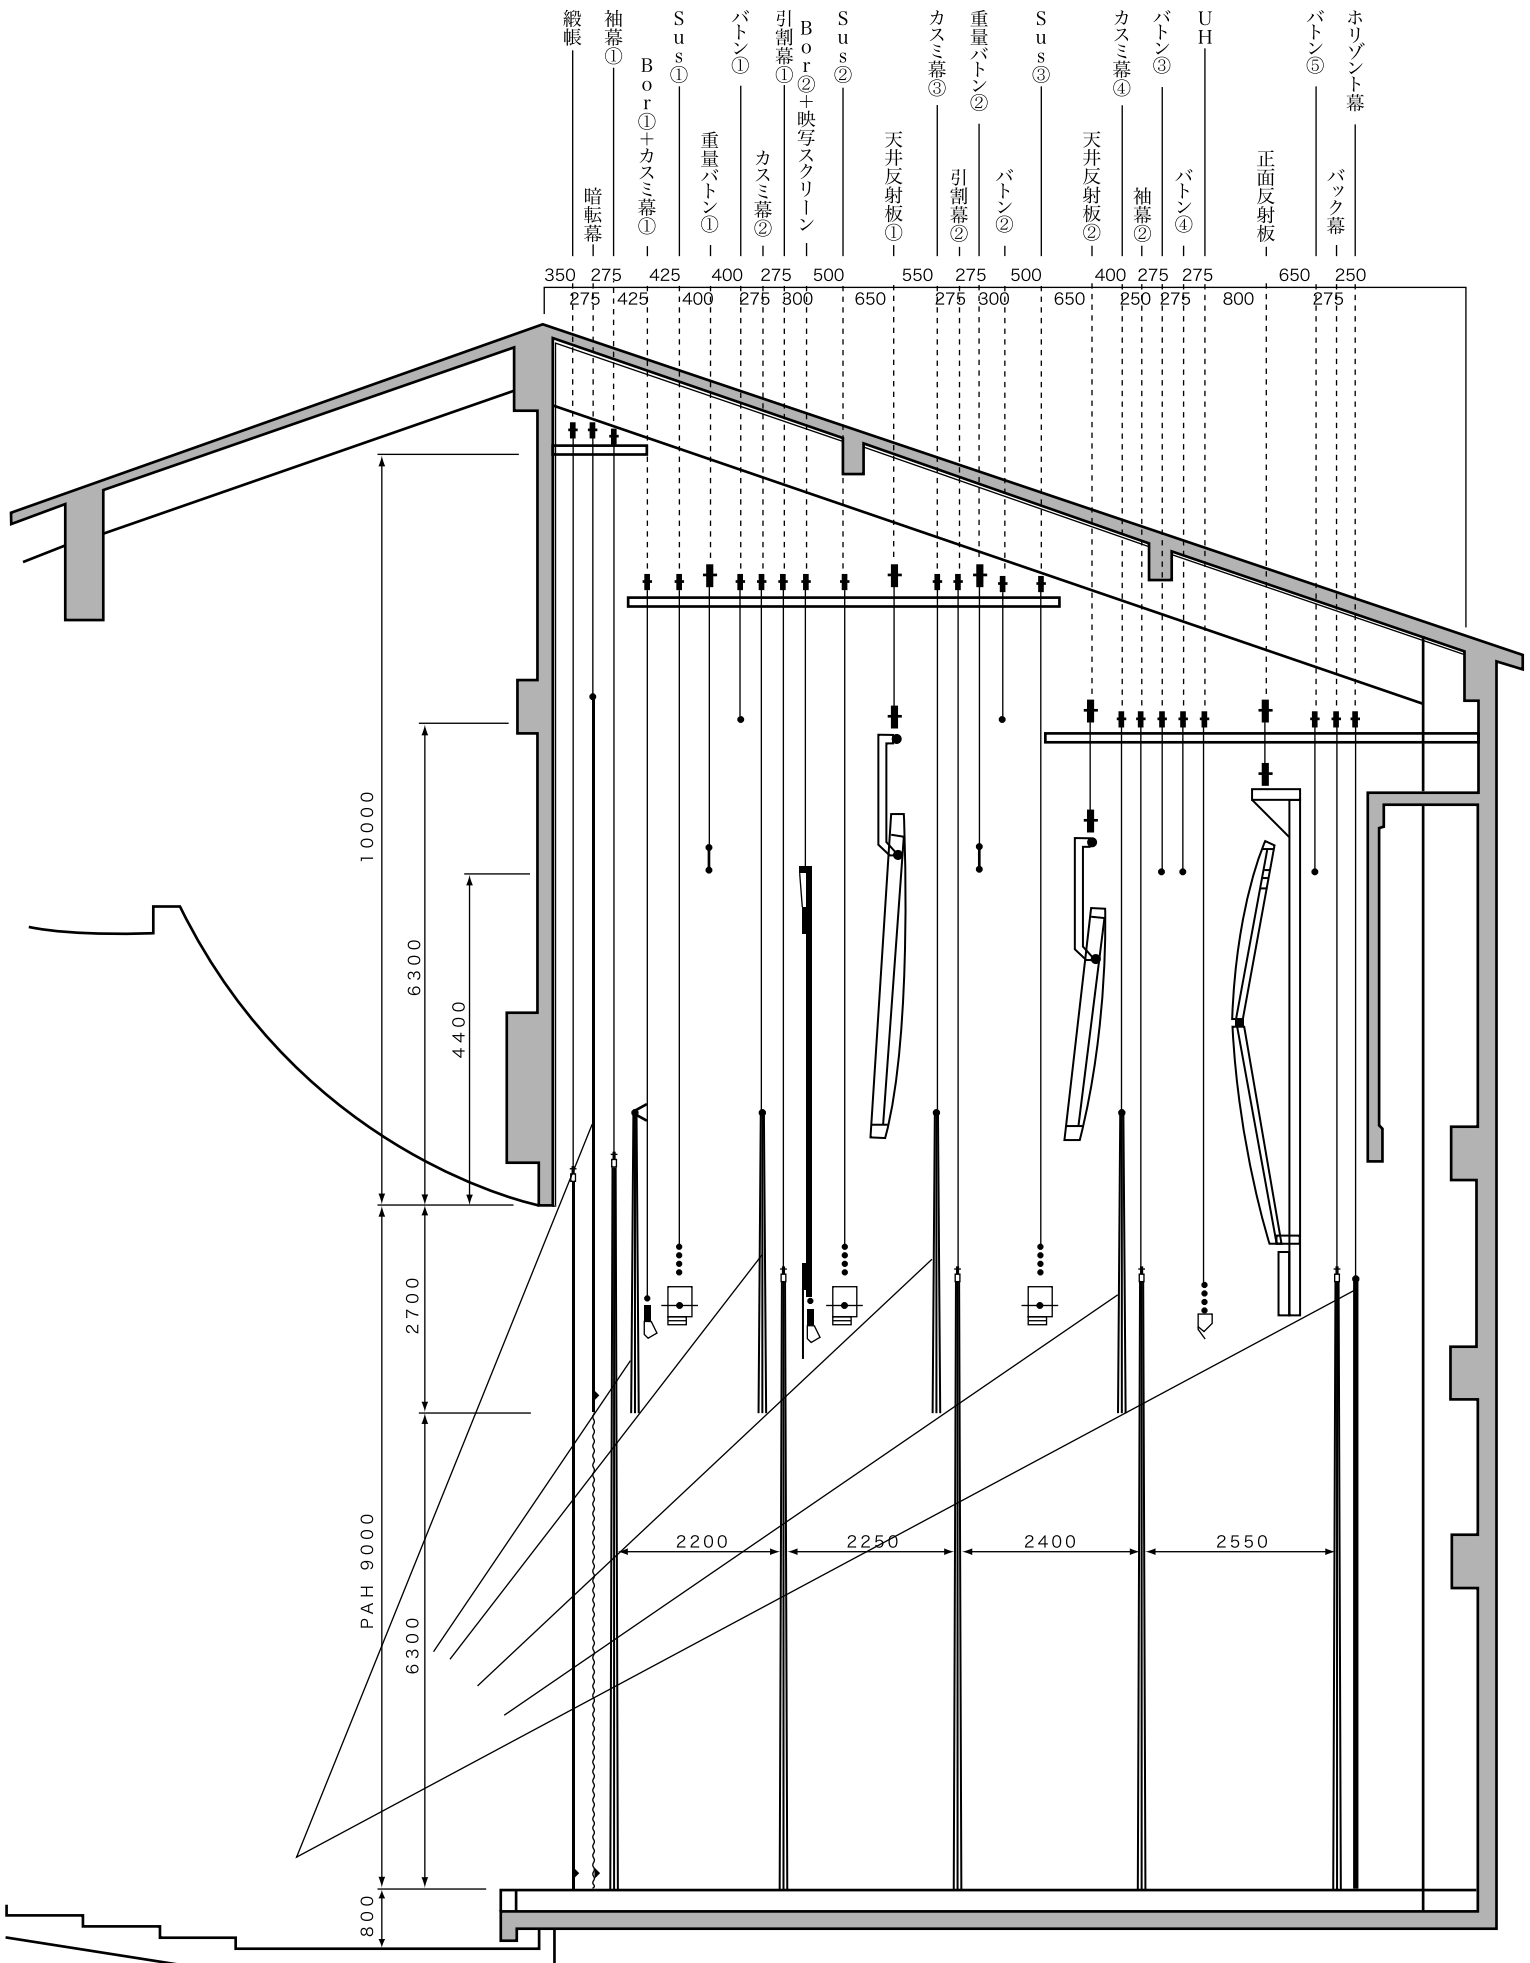 緞帳
暗転幕
袖幕①
Bor①＋カスミ幕①
Sus①
重量バトン①
バトン①
カスミ幕②
引割幕①
Bor②＋映写スクリーン
Sus②
天井反射板①
カスミ幕③
引割幕②
重量バトン②
バトン②
Sus③
天井反射板②
カスミ幕④
袖幕②
バトン③
バトン④
UH
正面反射板
バトン⑤
バック幕
ホリゾント幕
350 275 425 400 275 500 550 275 500 400 275 275 650 250
275 425 400 275 300 650 275 300 650 250 275 800 275
10000
6300
4400
2700
PAH 9000
6300
2200 2250 2400 2550
800